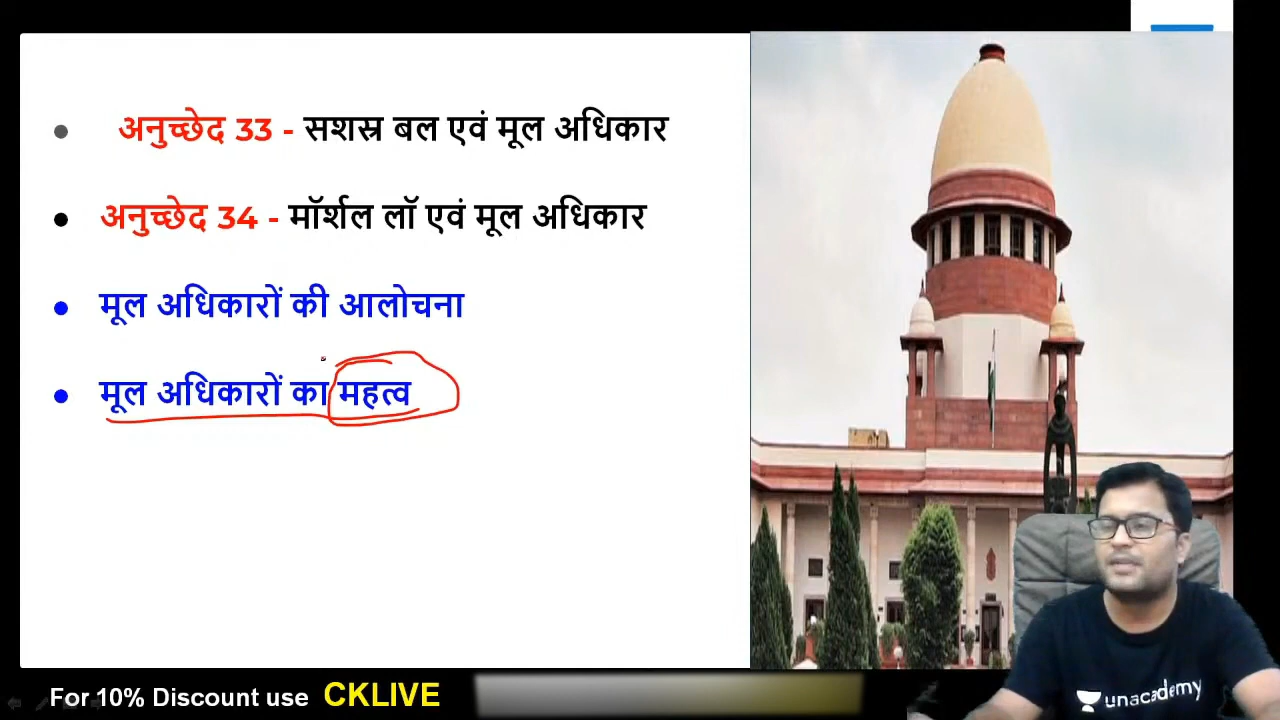 अनुच्छेद 33 - सशस्र बल एवं मूल अधिकार
अनुच्छेद 34 - मॉर्शल लॉ एवं मूल अधिकार
मूल अधिकारों की आलोचना
मूल अधिकारों का महत्व
unacademy
For 10% Discount use CKLIVE